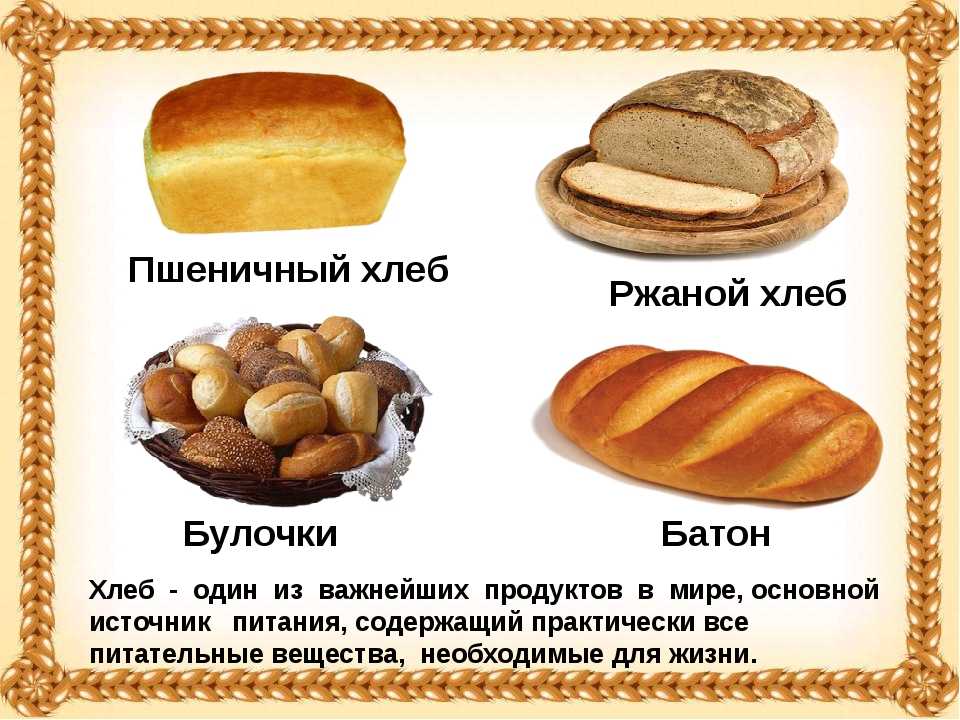 Пшеничный хлеб
Ржаной хлеб
Булочки
Батон
Хлеб - один из важнейших продуктов в мире, основной
источник питания, содержащий практически все
питательные вещества, необходимые для жизни.